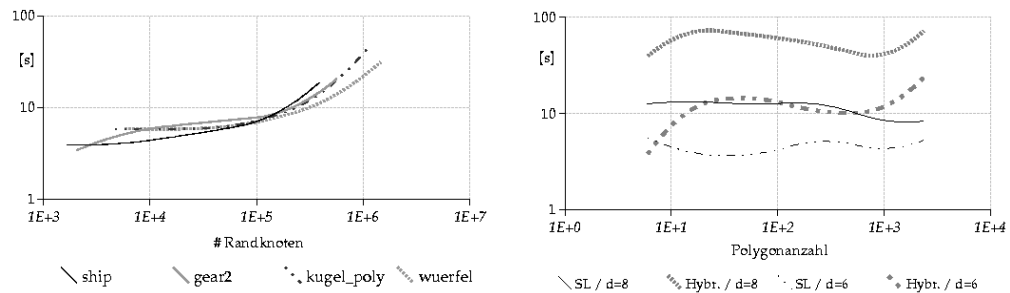 100
[s]
10
1
1E+3 1E+4 1E+5 1E+6 1E+7
# Randknoten
ship gear2 kugel_poly wuerfel
100
[s]
10
1
1E+0 1E+1 1E+2 1E+3 1E+4
Polygonanzahl
SL / d=8 Hybr. / d=8 SL / d=6 Hybr. / d=6